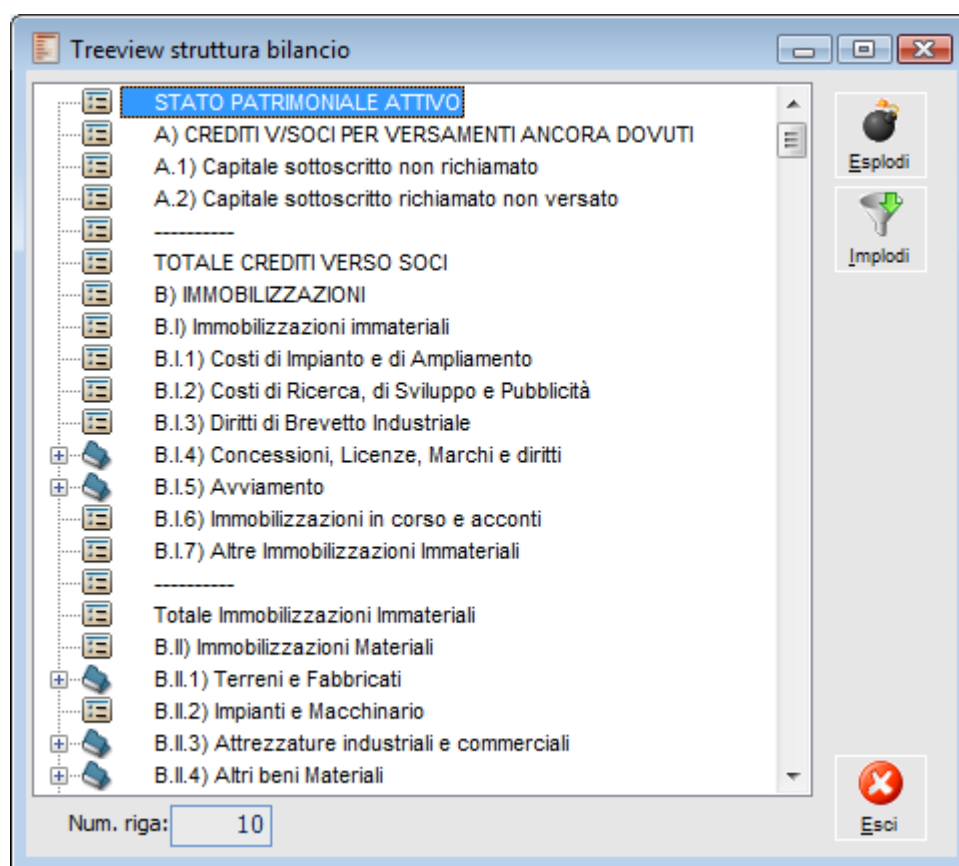 Treeview struttura bilancio
STATO PATRIMONIALE ATTIVO
A) CREDITI V/SOCI PER VERSAMENTI ANCORA DOVUTI
A.1) Capitale sottoscritto non richiamato
A.2) Capitale sottoscritto richiamato non versato
----------
TOTALE CREDITI VERSO SOCI
B) IMMOBILIZZAZIONI
B.I) Immobilizzazioni immateriali
B.I.1) Costi di Impianto e di Ampliamento
B.I.2) Costi di Ricerca, di Sviluppo e Pubblicità
B.I.3) Diritti di Brevetto Industriale
B.I.4) Concessioni, Licenze, Marchi e diritti
B.I.5) Avviamento
B.I.6) Immobilizzazioni in corso e acconti
B.I.7) Altre Immobilizzazioni Immateriali
----------
Totale Immobilizzazioni Immateriali
B.II) Immobilizzazioni Materiali
B.II.1) Terreni e Fabbricati
B.II.2) Impianti e Macchinario
B.II.3) Attrezzature industriali e commerciali
B.II.4) Altri beni Materiali
Esplodi
Implodi
Num. riga: 10
Esci